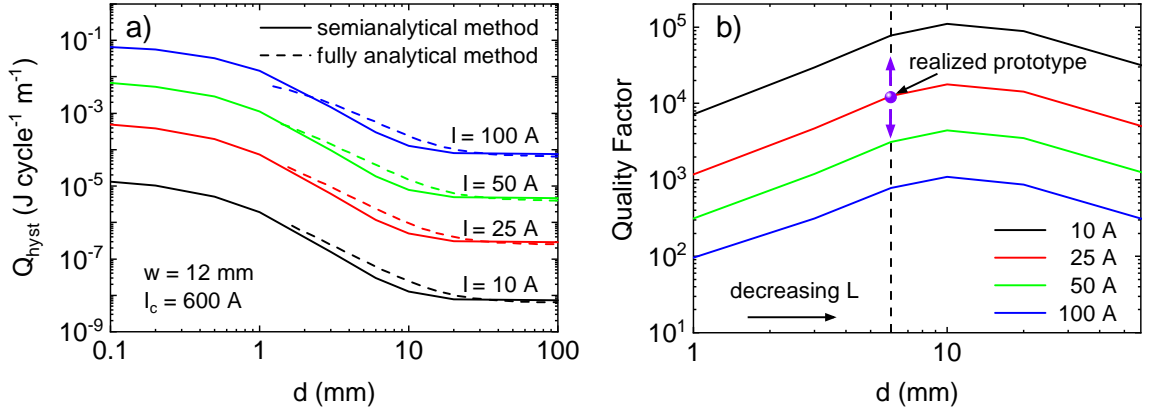 a)
semianalytical method
fully analytical method
10⁻¹
10⁻³
10⁻⁵
10⁻⁷
10⁻⁹
Q_hyst (J cycle⁻¹ m⁻¹)
I = 100 A
I = 50 A
I = 25 A
I = 10 A
w = 12 mm
I_c = 600 A
0.1
1
10
100
d (mm)
b)
realized prototype
10⁵
10⁴
10³
10²
10¹
Quality Factor
decreasing L
10 A
25 A
50 A
100 A
1
10
d (mm)